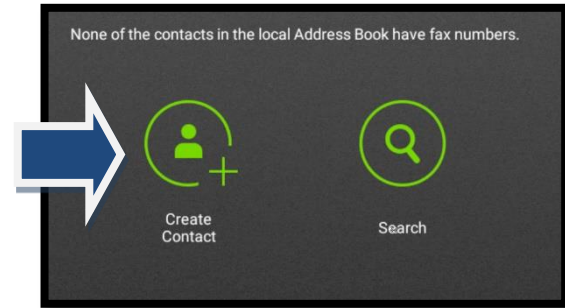 None of the contacts in the local Address Book have fax numbers.
Create
Contact
Search